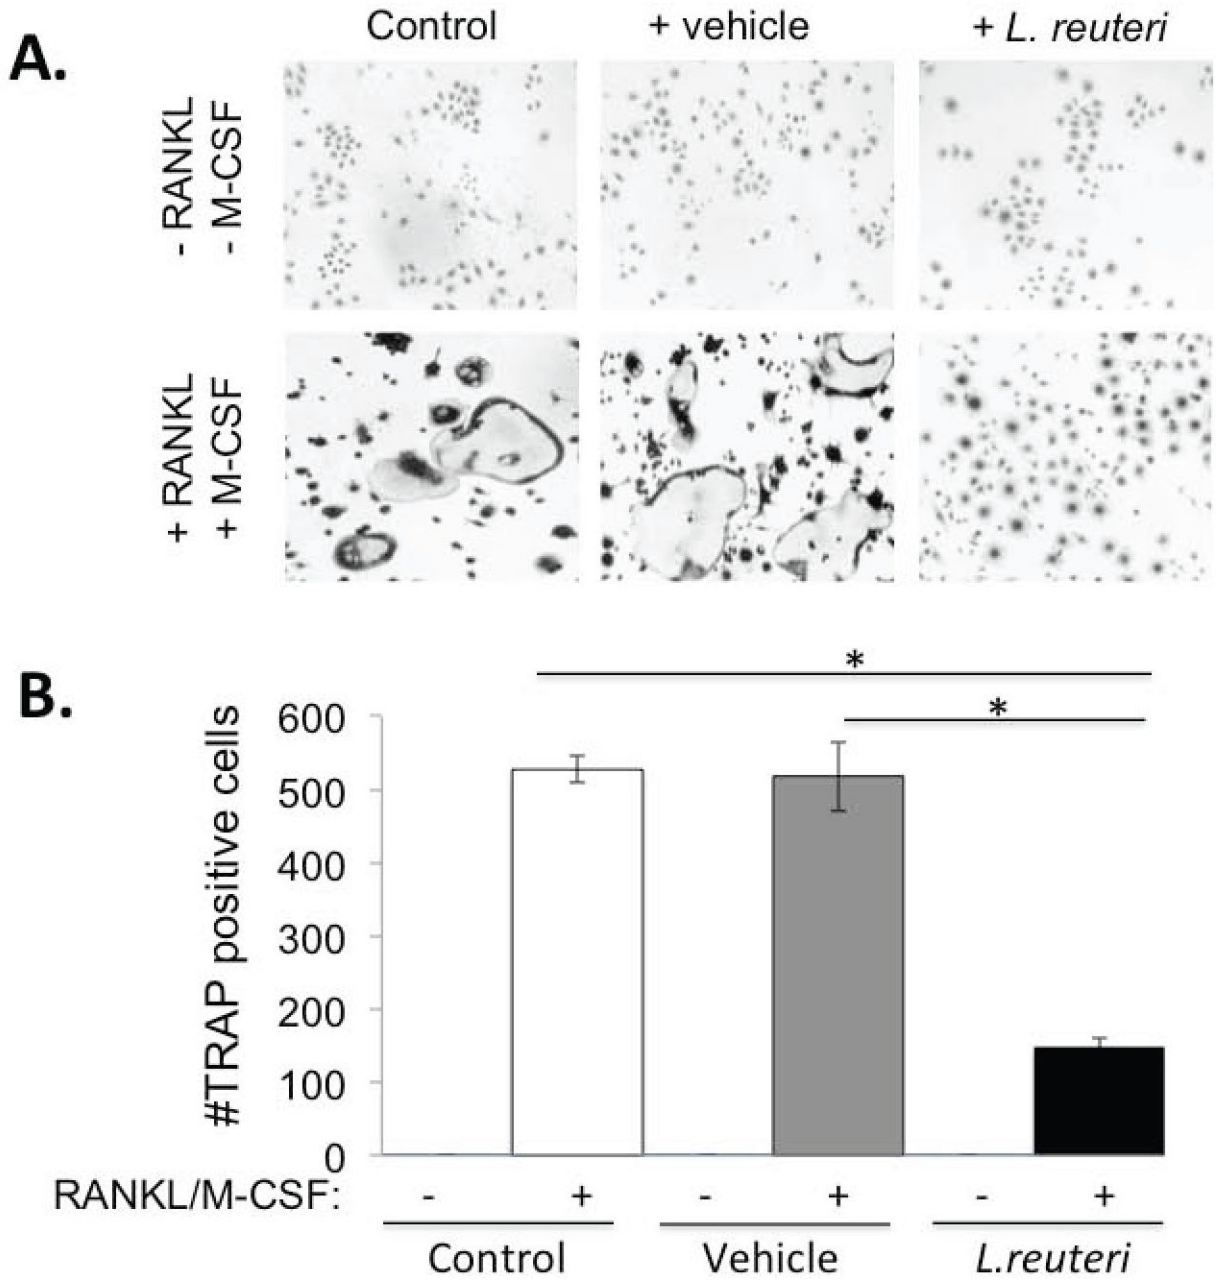 A.
Control
+ vehicle
+ L. reuteri
- RANKL
- M-CSF
+ RANKL
+ M-CSF
B.
*
*
#TRAP positive cells
600
500
400
300
200
100
0
RANKL/M-CSF: - + - + - +
Control Vehicle L.reuteri